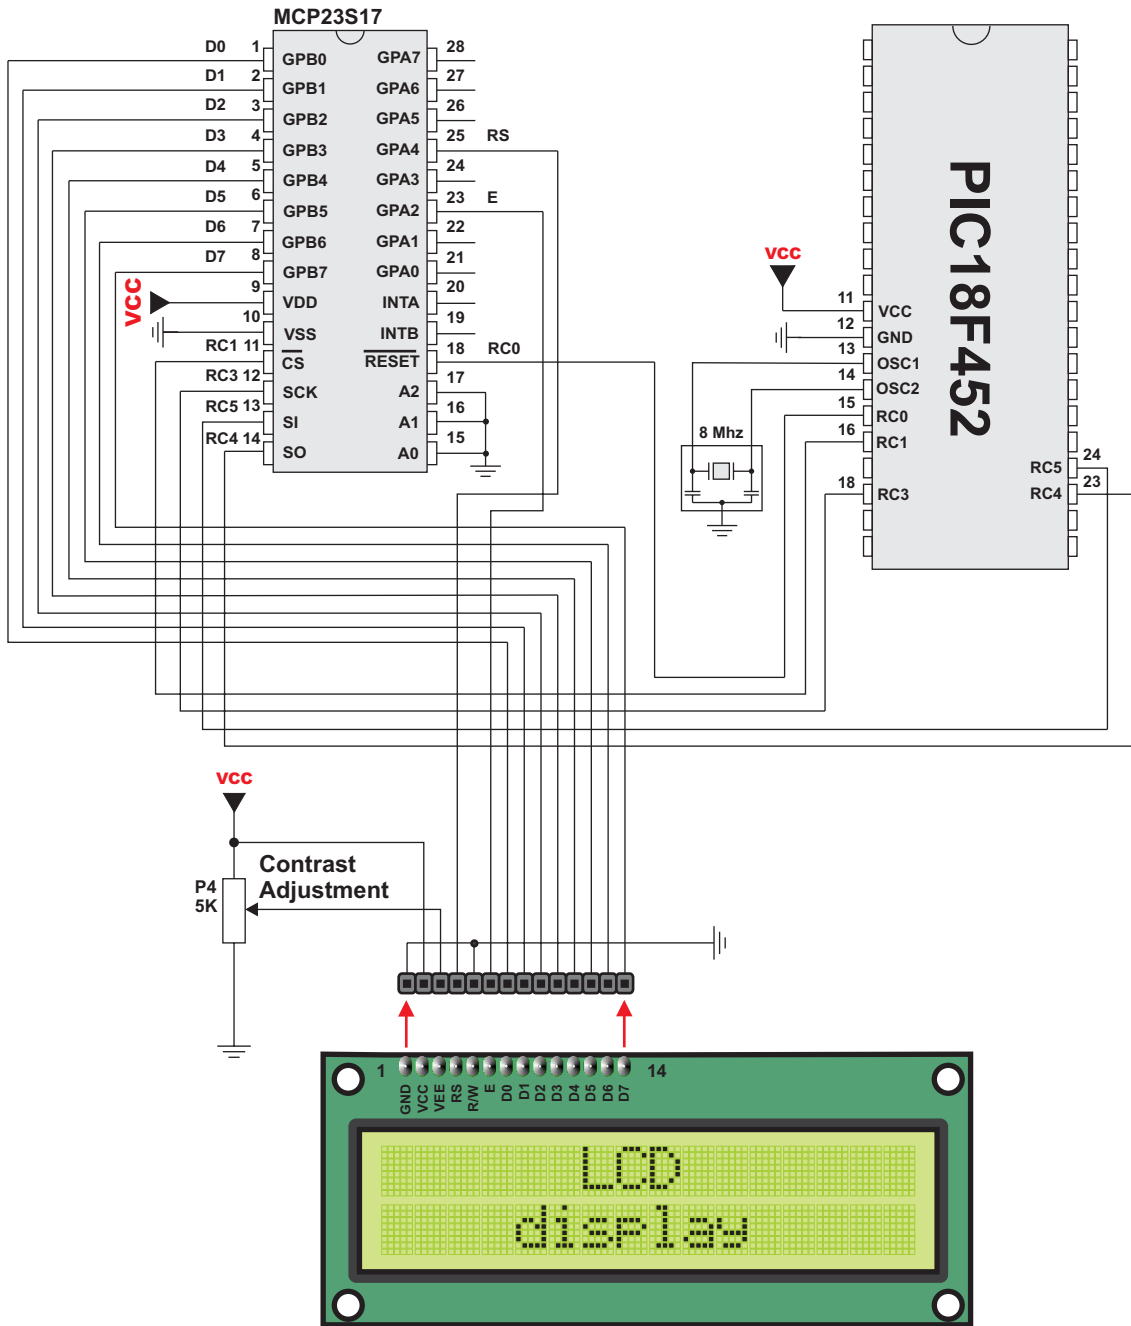 MCP23S17
D0 1 GPB0 GPA7 28
D1 2 GPB1 GPA6 27
D2 3 GPB2 GPA5 26
D3 4 GPB3 GPA4 25 RS
D4 5 GPB4 GPA3 24
D5 6 GPB5 GPA2 23 E
D6 7 GPB6 GPA1 22
D7 8 GPB7 GPA0 21
vcc 9 VDD INTA 20
10 VSS INTB 19
RC1 11 CS RESET 18 RC0
RC3 12 SCK A2 17
RC5 13 SI A1 16
RC4 14 SO A0 15
PIC18F452
vcc
11 VCC
12 GND
13 OSC1
14 OSC2
15 RC0
16 RC1
18 RC3
RC5 24
RC4 23
8 Mhz
vcc
P4
5K
Contrast
Adjustment
1 14
GND VCC VEE RS R/W E D0 D1 D2 D3 D4 D5 D6 D7
LCD
display